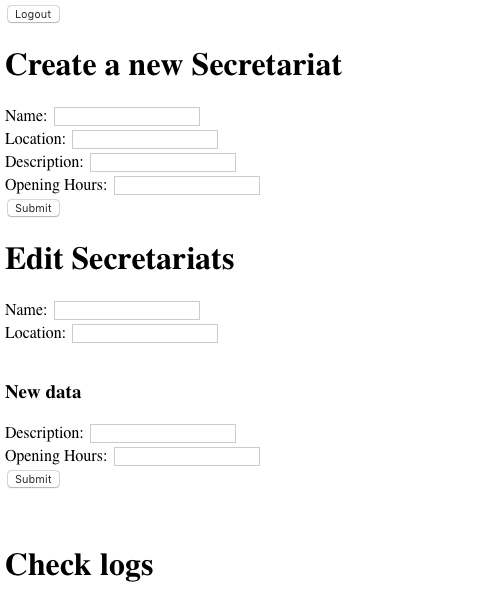 Logout
Create a new Secretariat
Name:
Location:
Description:
Opening Hours:
Submit
Edit Secretariats
Name:
Location:
New data
Description:
Opening Hours:
Submit
Check logs